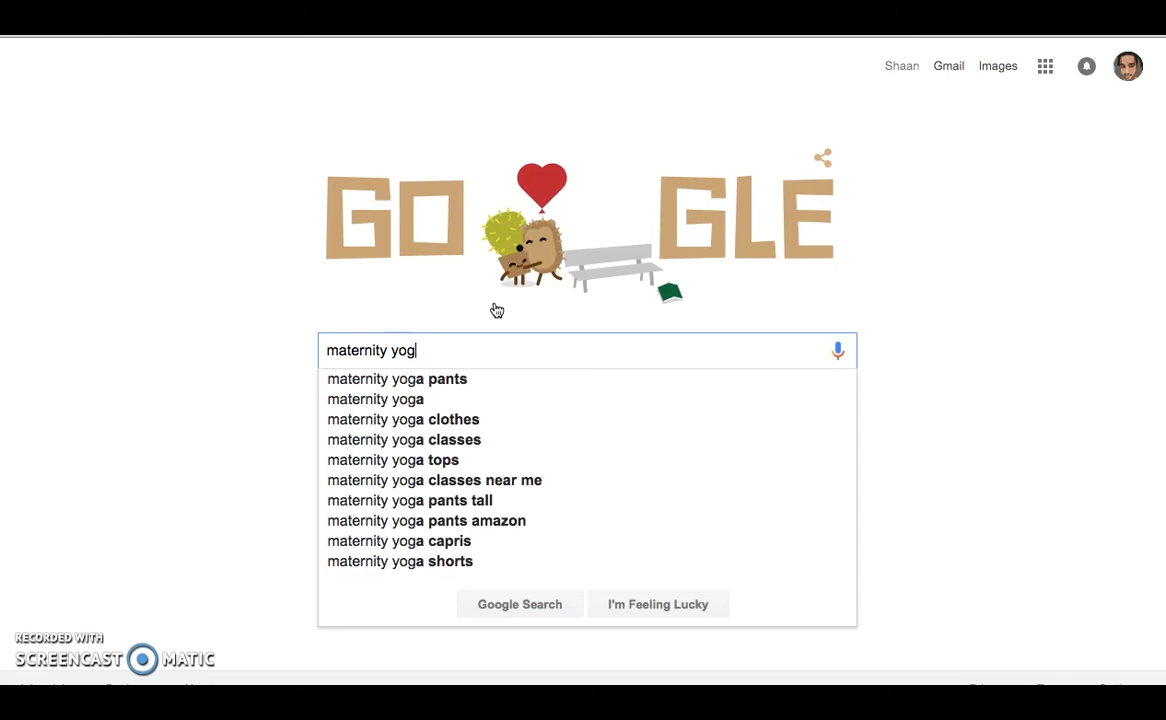 Shaan Gmail Images
GO GLE
maternity yog
maternity yoga pants
maternity yoga
maternity yoga clothes
maternity yoga classes
maternity yoga tops
maternity yoga classes near me
maternity yoga pants tall
maternity yoga pants amazon
maternity yoga capris
maternity yoga shorts
Google Search I'm Feeling Lucky
RECORDED WITH
SCREENCAST MATIC